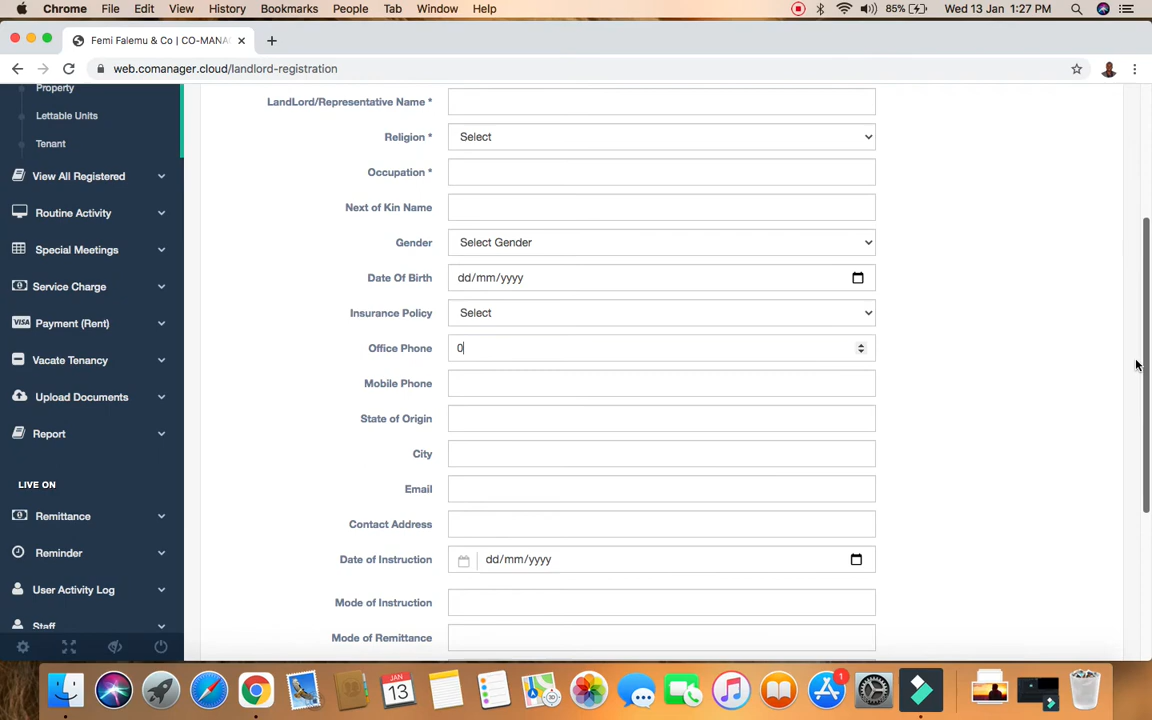 Chrome File Edit View History Bookmarks People Tab Window Help 85% Wed 13 Jan 1:27 PM
Femi Falemu & Co | CO-MANA
web.comanager.cloud/landlord-registration
Property
Lettable Units
Tenant
View All Registered
Routine Activity
Special Meetings
Service Charge
VISA Payment (Rent)
Vacate Tenancy
Upload Documents
Report
LIVE ON
Remittance
Reminder
User Activity Log
Staff
LandLord/Representative Name *
Religion * Select
Occupation *
Next of Kin Name
Gender Select Gender
Date Of Birth dd/mm/yyyy
Insurance Policy Select
Office Phone 0
Mobile Phone
State of Origin
City
Email
Contact Address
Date of Instruction dd/mm/yyyy
Mode of Instruction
Mode of Remittance
JAN
13
1